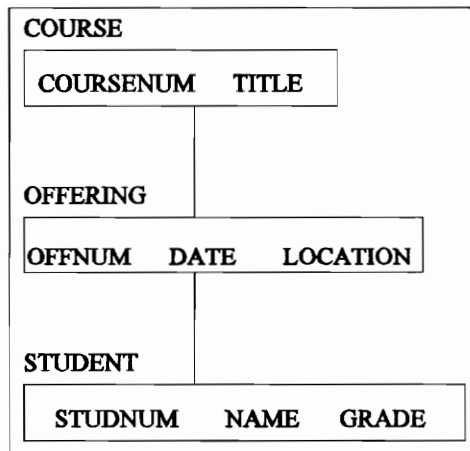 COURSE
COURSENUM TITLE
OFFERING
OFFNUM DATE LOCATION
STUDENT
STUDNUM NAME GRADE